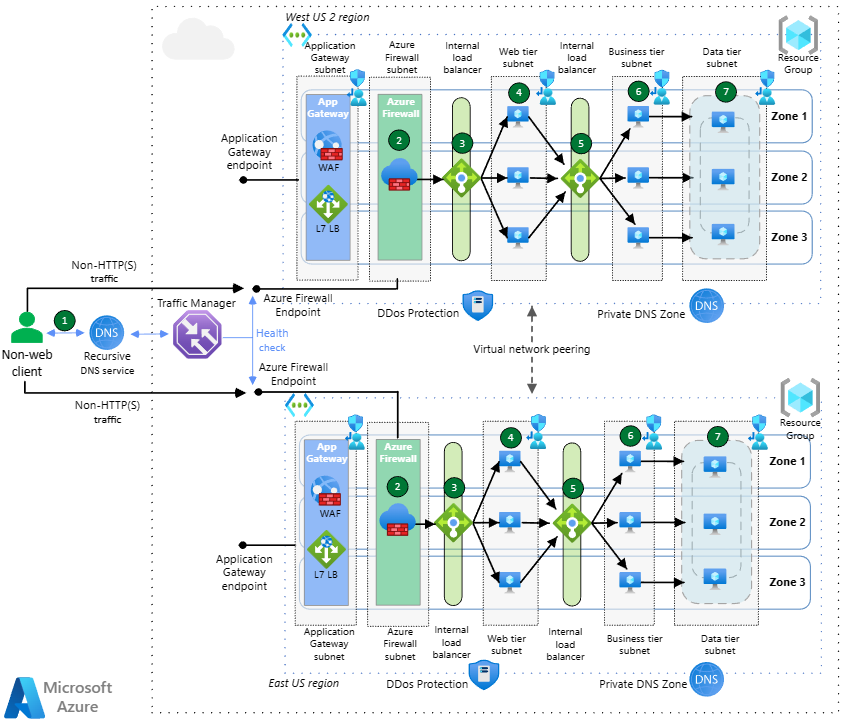 West US 2 region
Application
Gateway
subnet
Azure
Firewall
subnet
Internal
load
balancer
Web tier
subnet
Internal
load
balancer
Business tier
subnet
Data tier
subnet
Resource
Group
App
Gateway
WAF
L7 LB
Azure
Firewall
2
3
4
5
6
7
Zone 1
Zone 2
Zone 3
Application
Gateway
endpoint
Non-HTTP(S)
traffic
Azure Firewall
Endpoint
DDos Protection
Private DNS Zone
DNS
Traffic Manager
1
DNS
Non-web
client
Recursive
DNS service
Health
check
Virtual network peering
Azure Firewall
Endpoint
Non-HTTP(S)
traffic
Resource
Group
App
Gateway
WAF
L7 LB
Azure
Firewall
2
3
4
5
6
7
Zone 1
Zone 2
Zone 3
Application
Gateway
endpoint
Application
Gateway
subnet
Azure
Firewall
subnet
Internal
load
balancer
Web tier
subnet
Internal
load
balancer
Business tier
subnet
Data tier
subnet
East US region
DDos Protection
Private DNS Zone
DNS
Microsoft
Azure